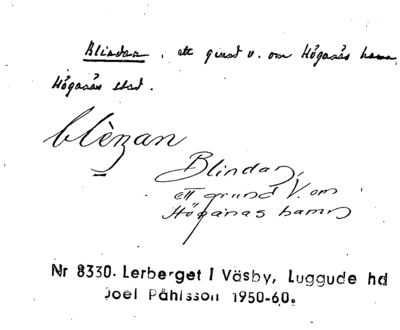 Blindan, ett grund v. om Höganäs hamn,
Höganäs stad.
blèzan
Blindan,
ett grund V. om
Höganäs hamn
Nr 8330. Lerberget i Väsby, Luggude hd
Joel Påhlsson 1950-60.